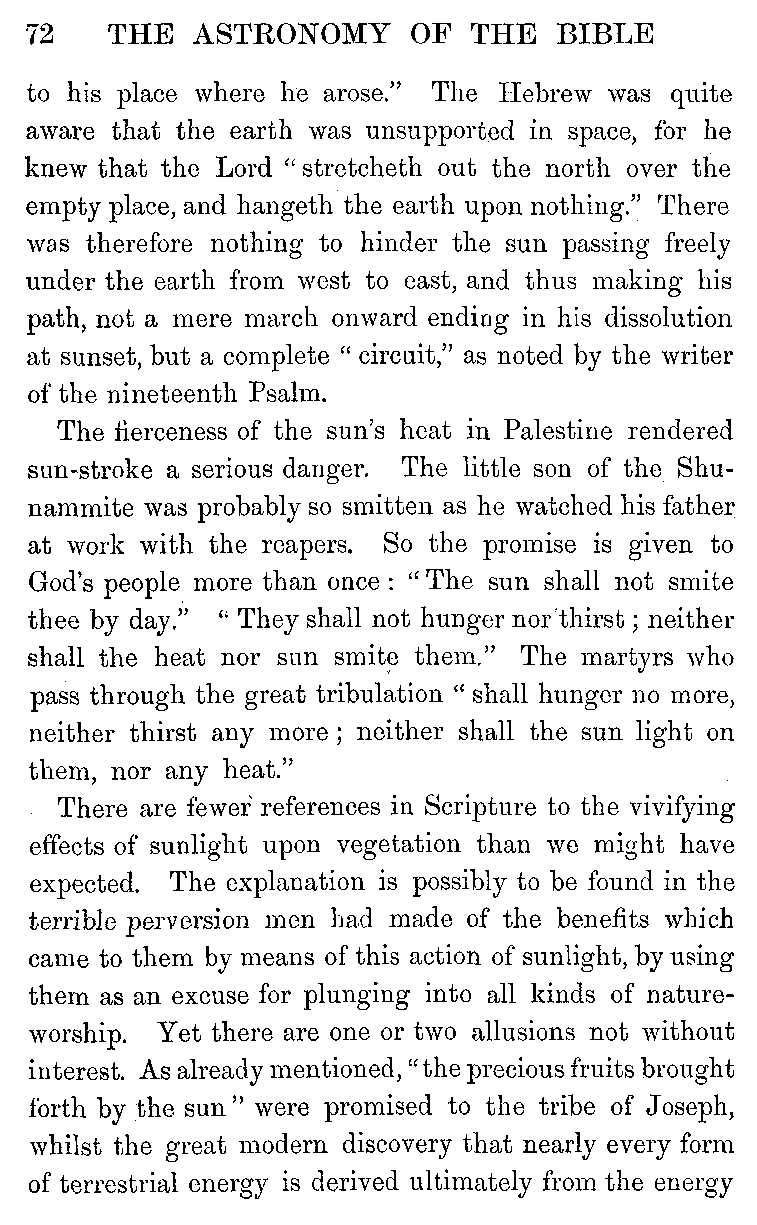 72 THE ASTRONOMY OF THE BIBLE
to his place where he arose.” The Hebrew was quite
aware that the earth was unsupported in space, for he
knew that the Lord “ stretcheth out the north over the
empty place, and hangeth the earth upon nothing.” There
was therefore nothing to hinder the sun passing freely
under the earth from west to east, and thus making his
path, not a mere march onward ending in his dissolution
at sunset, but a complete “ circuit,” as noted by the writer
of the nineteenth Psalm.
The fierceness of the sun’s heat in Palestine rendered
sun-stroke a serious danger. The little son of the Shu-
nammite was probably so smitten as he watched his father
at work with the reapers. So the promise is given to
God’s people more than once : “ The sun shall not smite
thee by day.” “ They shall not hunger nor thirst ; neither
shall the heat nor sun smite them.” The martyrs who
pass through the great tribulation “ shall hunger no more,
neither thirst any more ; neither shall the sun light on
them, nor any heat.”
There are fewer references in Scripture to the vivifying
effects of sunlight upon vegetation than we might have
expected. The explanation is possibly to be found in the
terrible perversion men had made of the benefits which
came to them by means of this action of sunlight, by using
them as an excuse for plunging into all kinds of nature-
worship. Yet there are one or two allusions not without
interest. As already mentioned, “the precious fruits brought
forth by the sun ” were promised to the tribe of Joseph,
whilst the great modern discovery that nearly every form
of terrestrial energy is derived ultimately from the energy